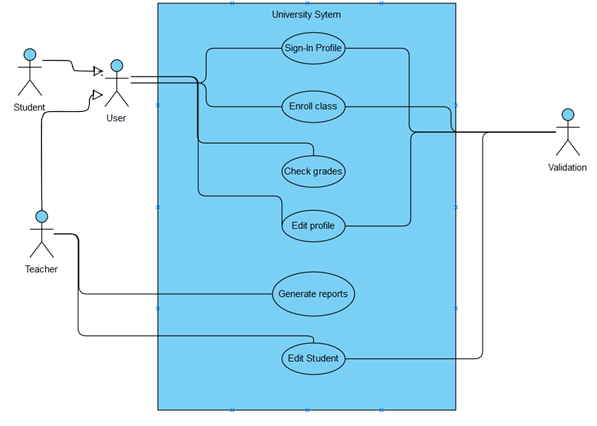 University Sytem
Sign-In Profile
Student
User
Enroll class
Validation
Check grades
Edit profile
Teacher
Generate reports
Edit Student